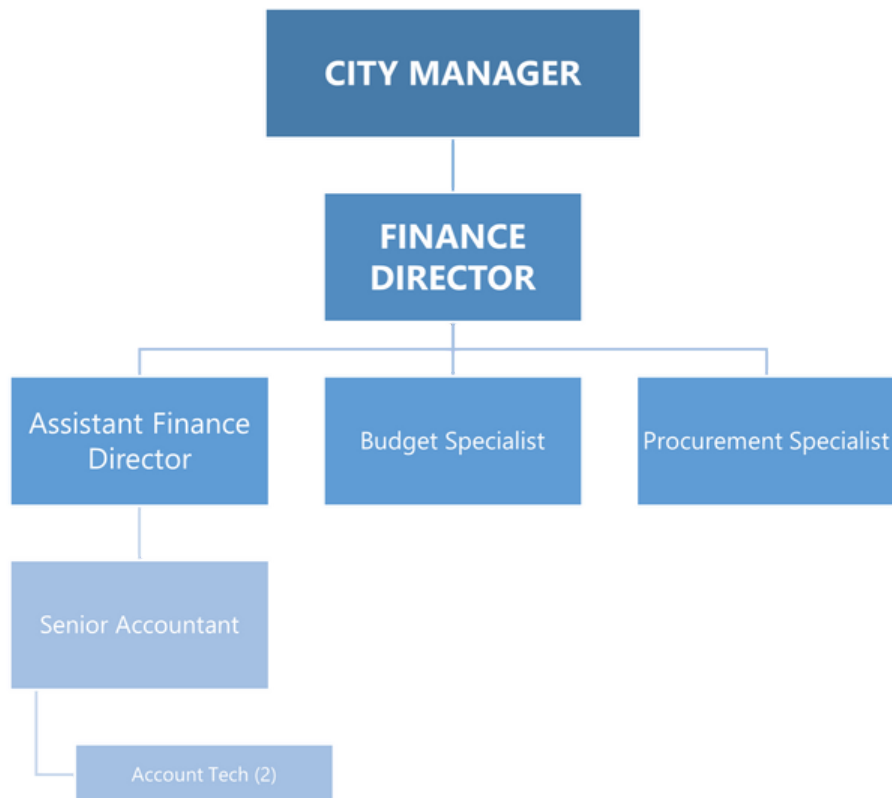 CITY MANAGER
FINANCE
DIRECTOR
Assistant Finance
Director
Budget Specialist
Procurement Specialist
Senior Accountant
Account Tech (2)